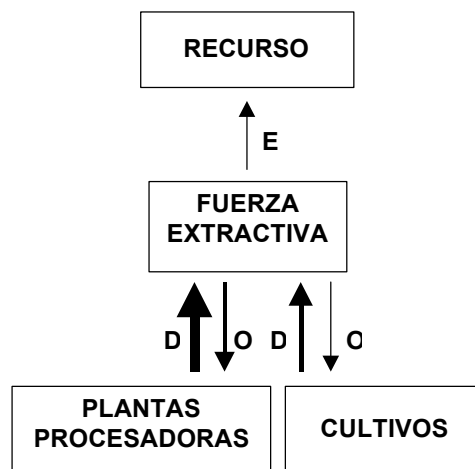 RECURSO
E
FUERZA
EXTRACTIVA
D O D O
PLANTAS
PROCESADORAS
CULTIVOS